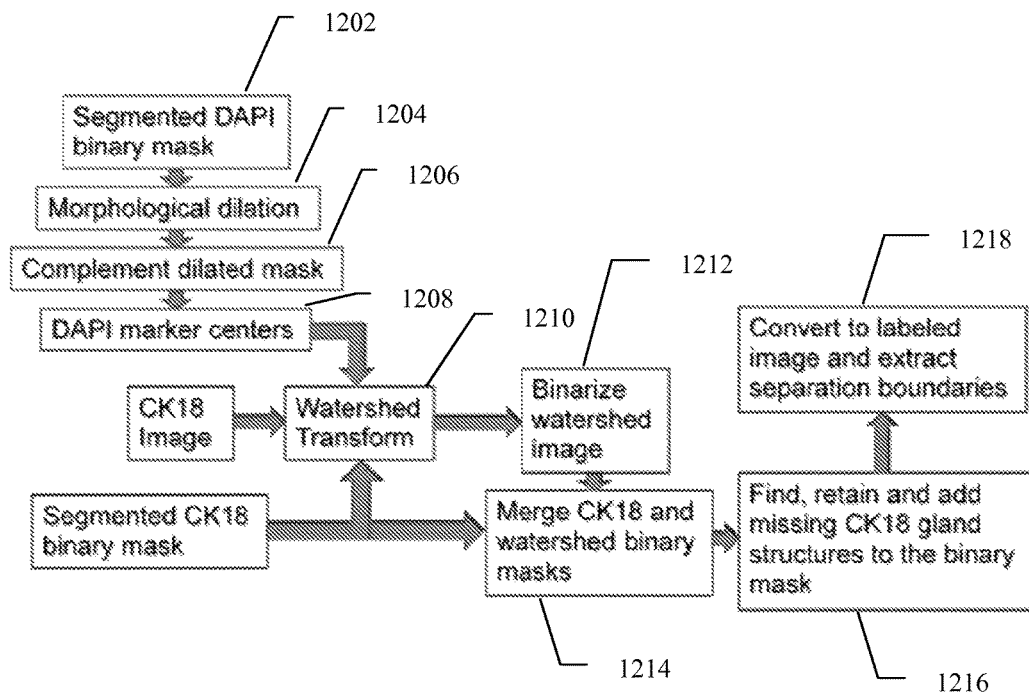 1202
Segmented DAPI
binary mask
1204
Morphological dilation
1206
Complement dilated mask
1208
DAPI marker centers
1210
CK18
Image
Watershed
Transform
1212
Binarize
watershed
image
Segmented CK18
binary mask
Merge CK18 and
watershed binary
masks
1214
Find, retain and add
missing CK18 gland
structures to the binary
mask
1216
1218
Convert to labeled
image and extract
separation boundaries